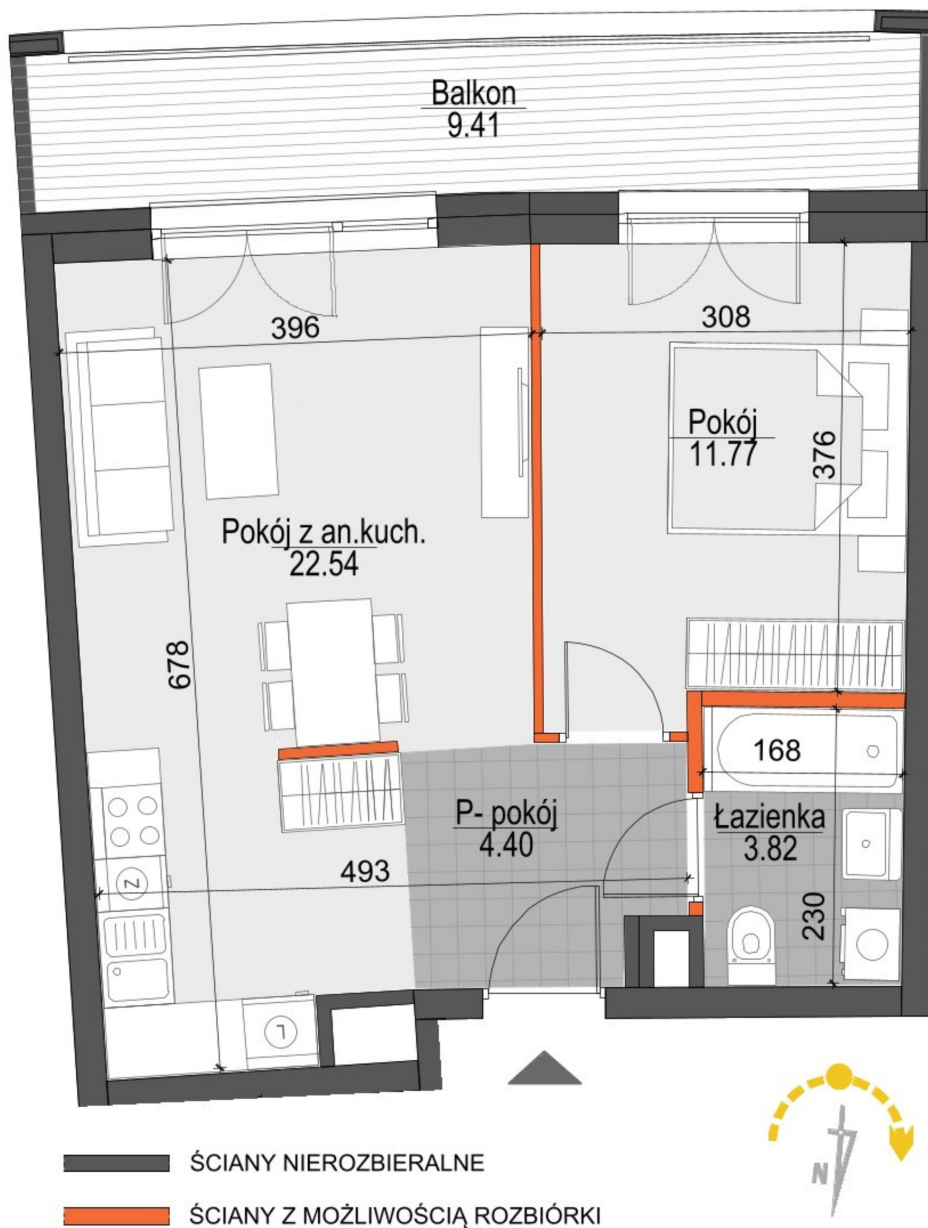 Balkon
9.41
396
308
Pokój
11.77
376
Pokój z an.kuch.
22.54
678
168
P- pokój
4.40
Łazienka
3.82
493
230
Z
L
N
ŚCIANY NIEROZBIERALNE
ŚCIANY Z MOŻLIWOŚCIĄ ROZBIÓRKI